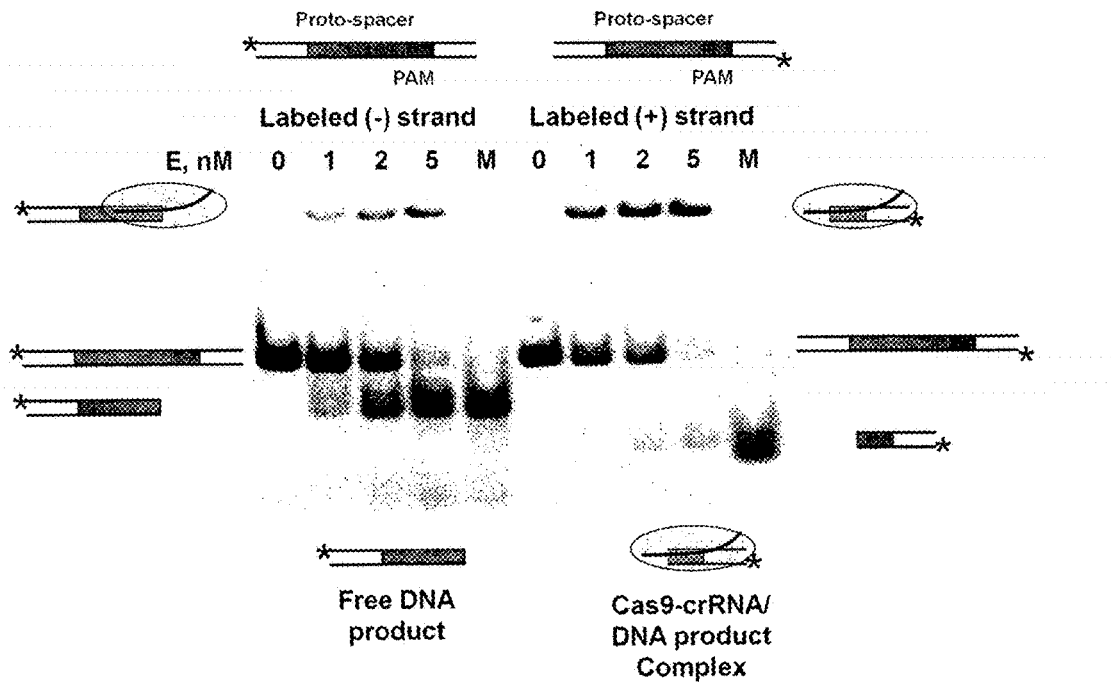 Proto-spacer Proto-spacer
* *
PAM PAM
Labeled (-) strand Labeled (+) strand
E, nM 0 1 2 5 M 0 1 2 5 M
* *
* *
* *
* *
Free DNA
product
Cas9-crRNA/
DNA product
Complex